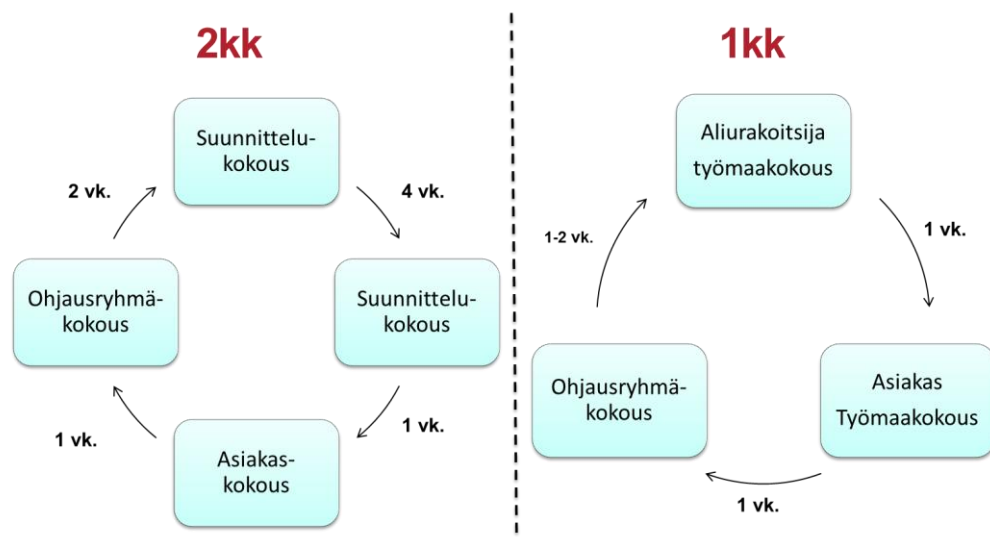 2kk
Suunnittelu-
kokous
2 vk.
4 vk.
Ohjausryhmä-
kokous
Suunnittelu-
kokous
1 vk.
1 vk.
Asiakas-
kokous
1kk
Aliurakoitsija
työmaakokous
1-2 vk.
1 vk.
Ohjausryhmä-
kokous
Asiakas
Työmaakokous
1 vk.